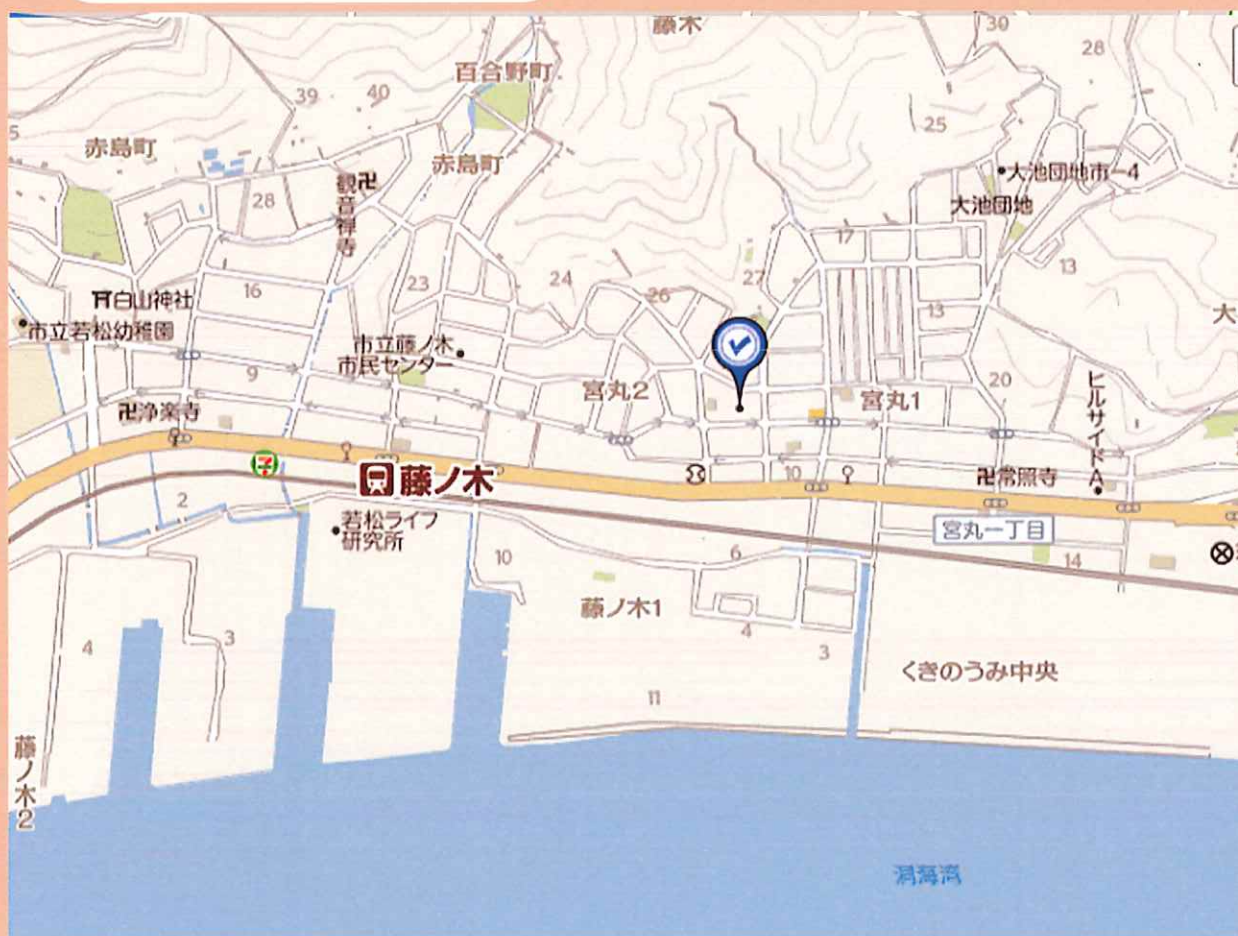 藤木
30
28
百合野町
39
40
25
5
赤島町
赤島町
大池団地市-4
28
観音禅寺
大池団地
17
13
24
27
23
26
16
白山神社
13
市立若松幼稚園
大
市立藤ノ木
市民センター
9
宮丸2
宮丸1
20
ヒルサイドA
浄楽寺
藤ノ木
10
常照寺
2
若松ライフ
研究所
宮丸一丁目
10
6
14
藤ノ木1
4
3
4
3
くきのうみ中央
11
藤ノ木2
洞海湾